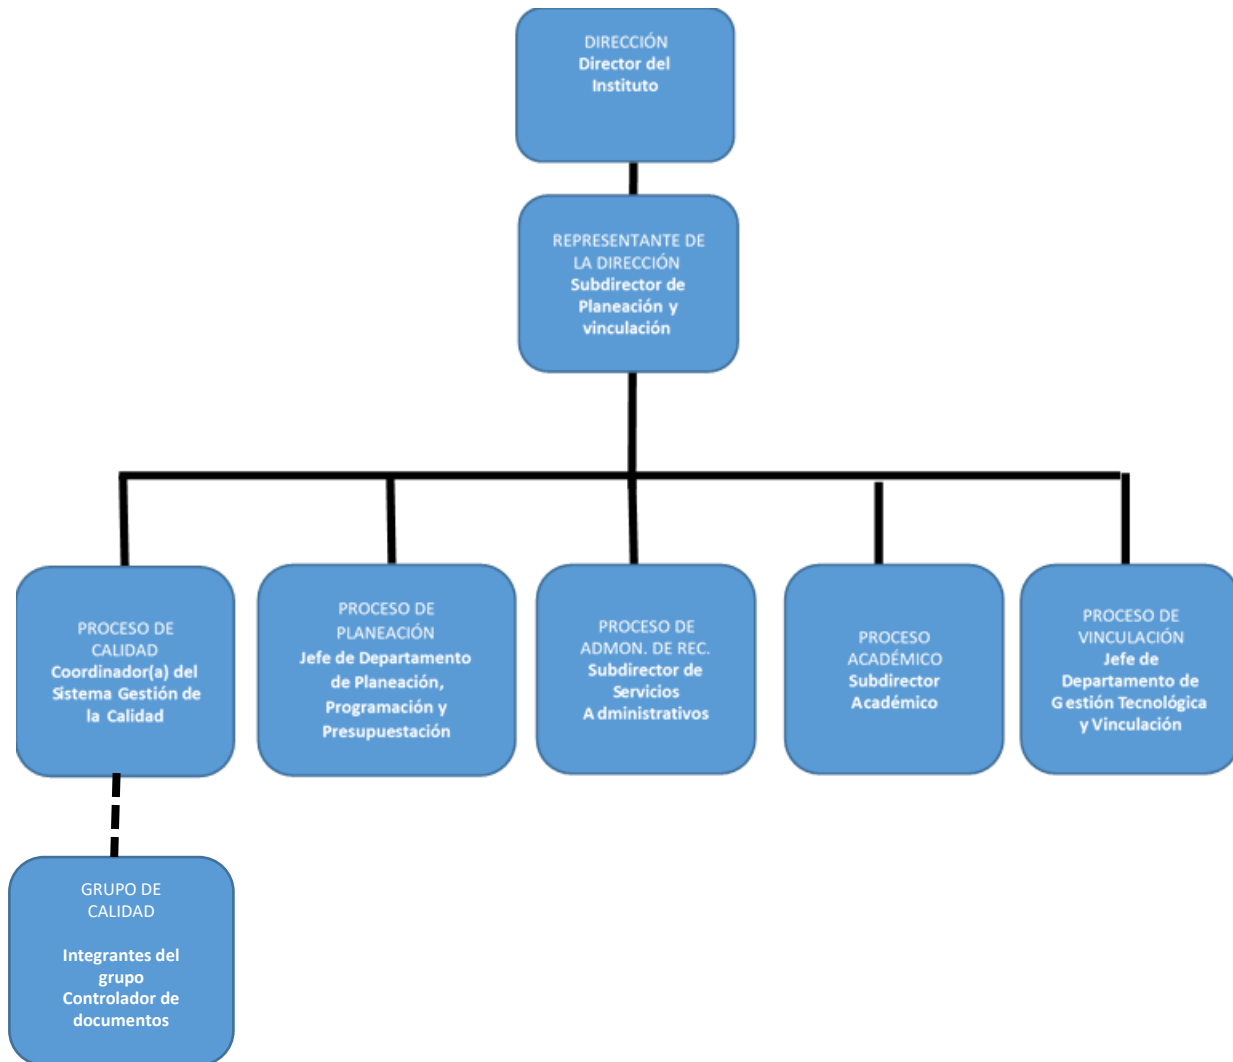 DIRECCIÓN
Director del
Instituto
REPRESENTANTE DE
LA DIRECCIÓN
Subdirector de
Planeación y
vinculación
PROCESO DE
CALIDAD
Coordinador(a) del
Sistema Gestión de
la Calidad
PROCESO DE
PLANEACIÓN
Jefe de Departamento
de Planeación,
Programación y
Presupuestación
PROCESO DE
ADMON. DE REC.
Subdirector de
Servicios
A dministrativos
PROCESO
ACADÉMICO
Subdirector
Académico
PROCESO DE
VINCULACIÓN
Jefe de
Departamento de
G estión Tecnológica
y Vinculación
GRUPO DE
CALIDAD
Integrantes del
grupo
Controlador de
documentos